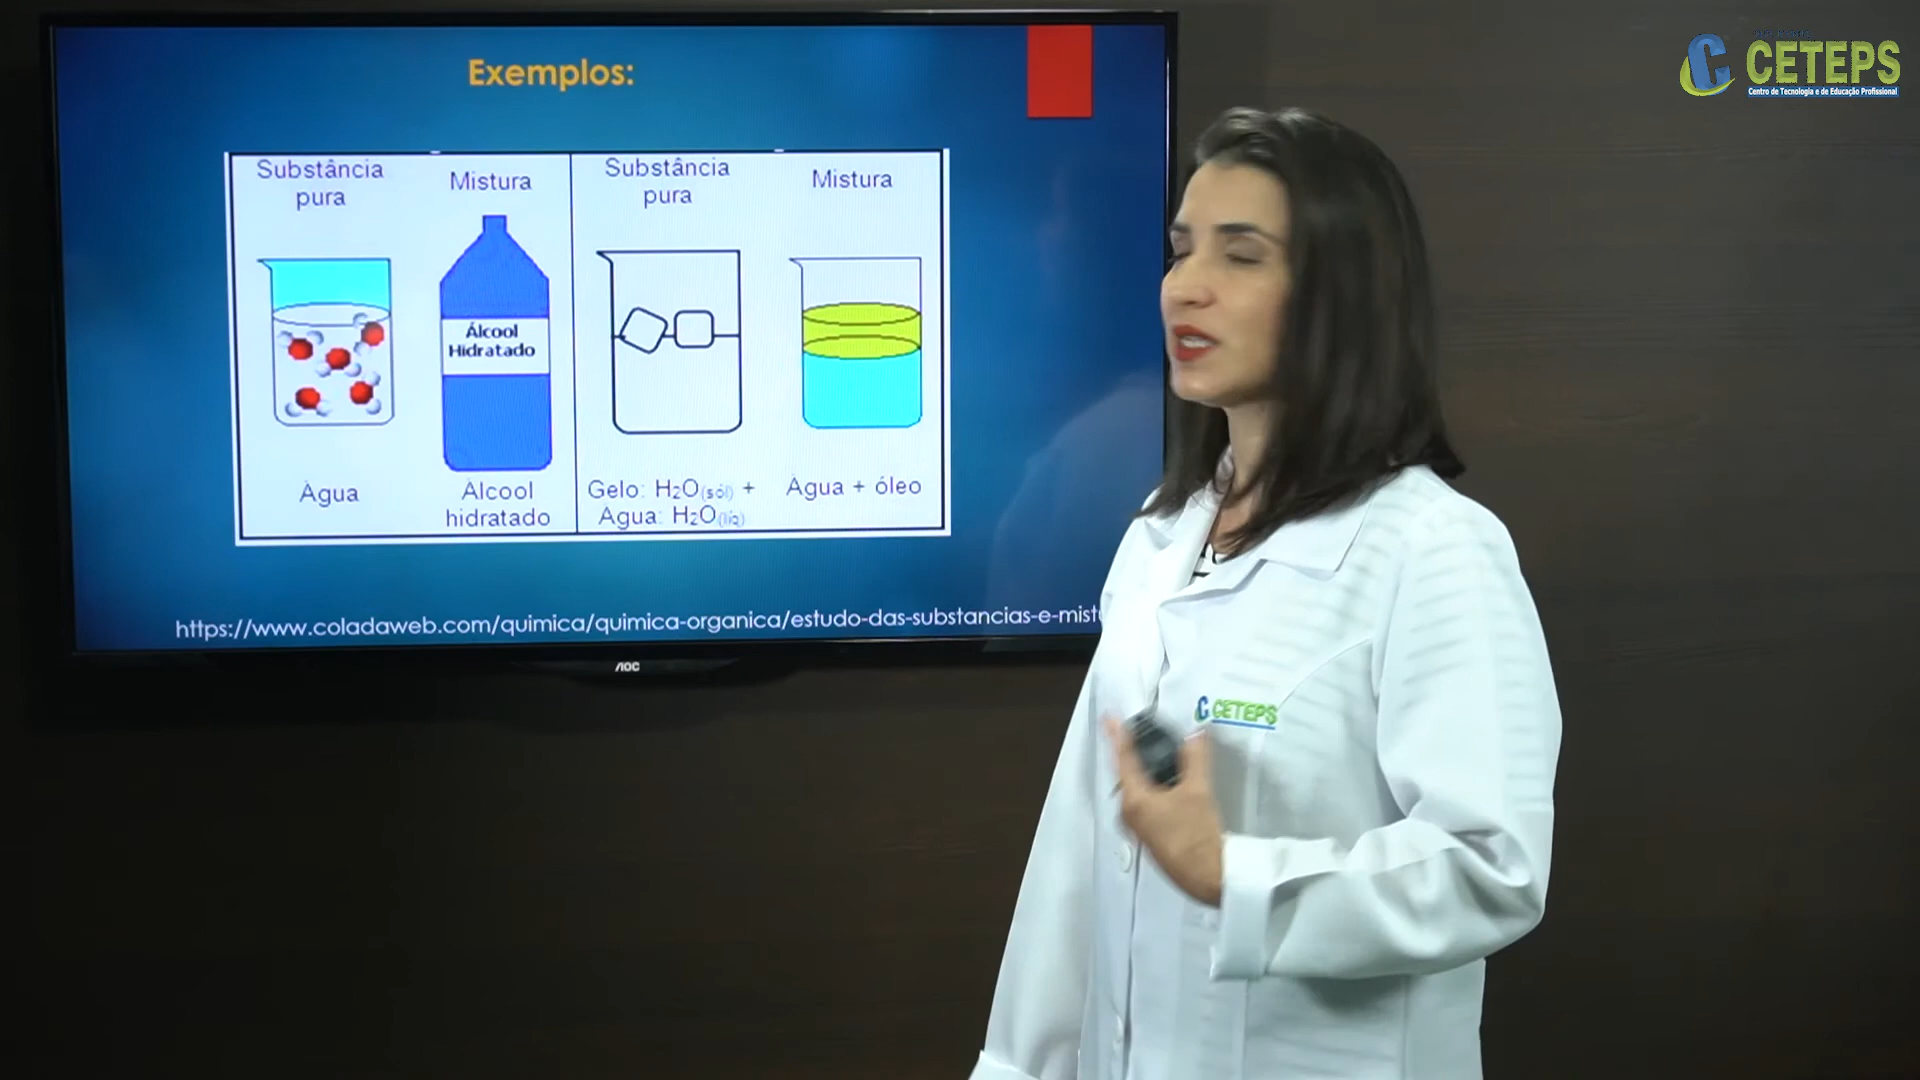 Exemplos:
Substância
pura
Mistura
Substância
pura
Mistura
Álcool
Hidratado
Água
Álcool
hidratado
Gelo: H2O(sól) +
Água: H2O(líq)
Água + óleo
https://www.coladaweb.com/quimica/quimica-organica/estudo-das-substancias-e-mist
AOC
C CETEPS
CETEPS
Centro de Tecnologia e de Educação Profissional